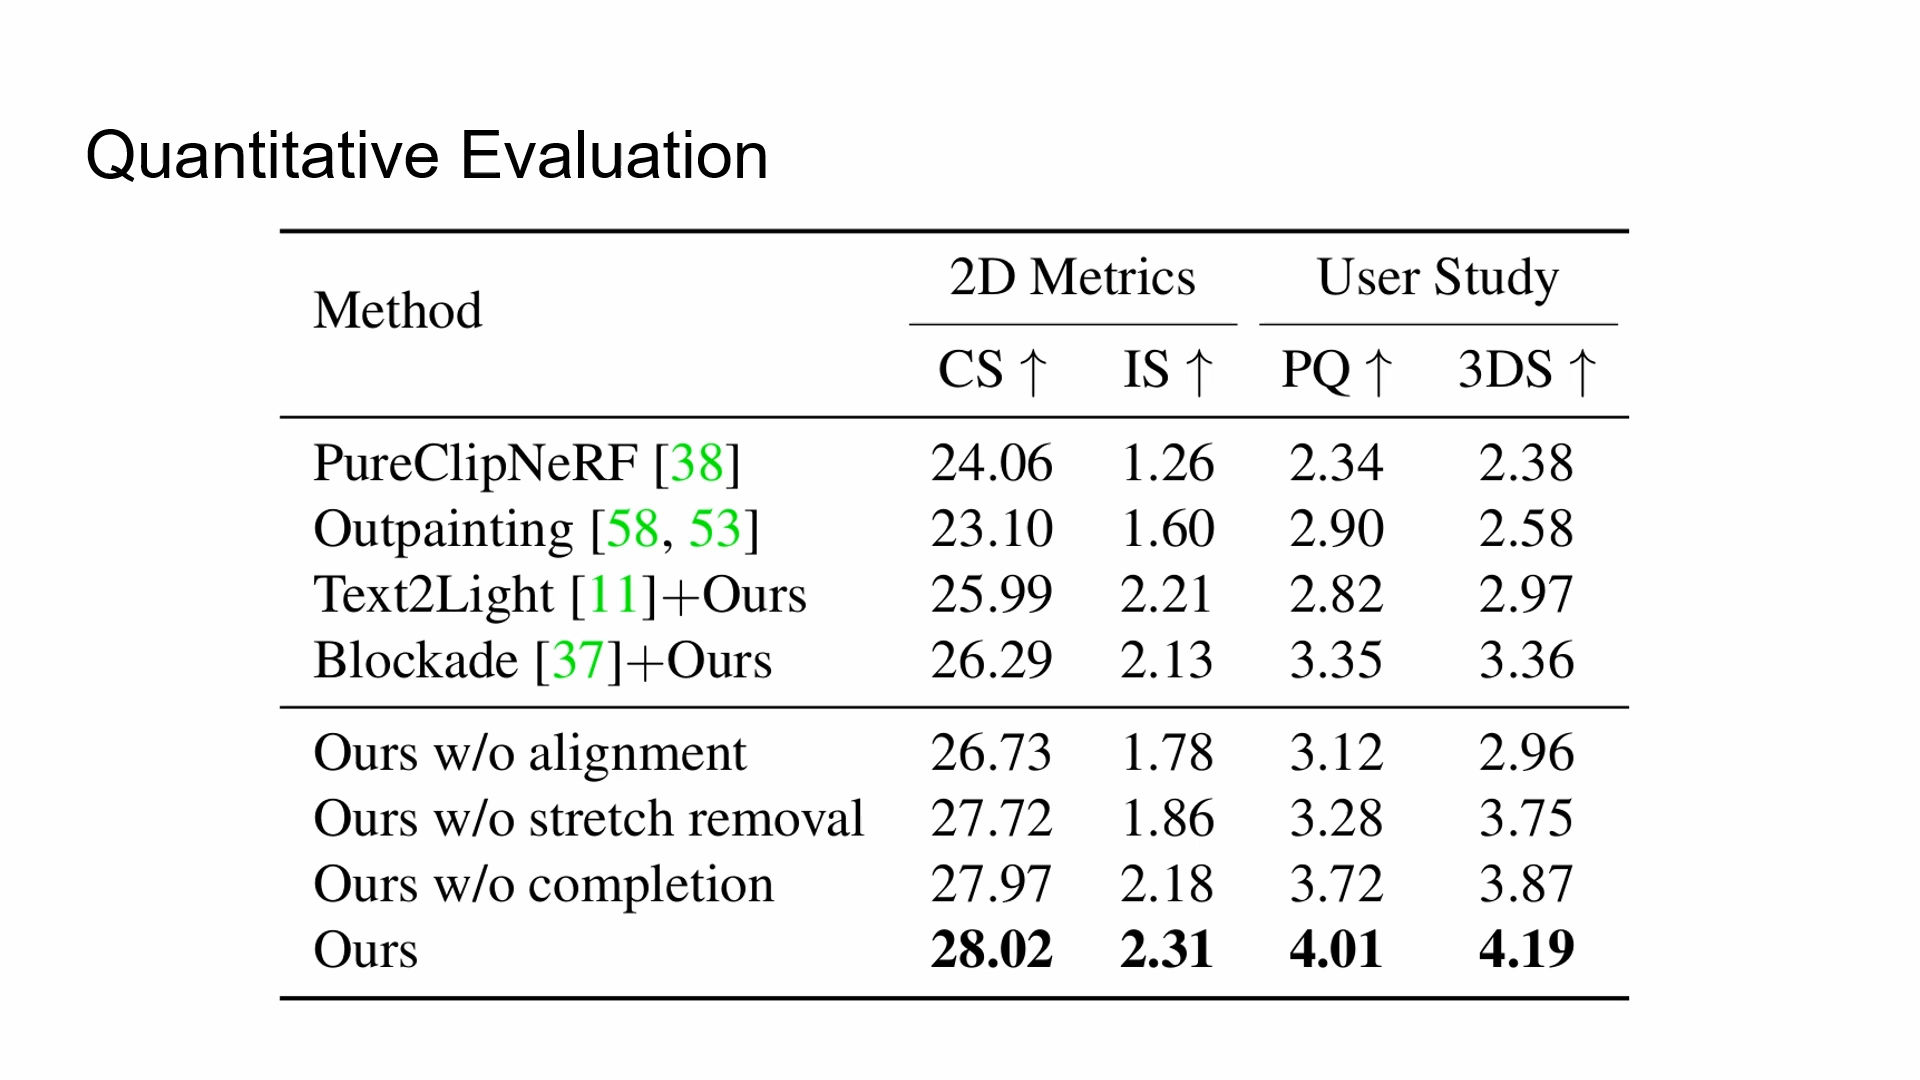 Quantitative Evaluation
Method 2D Metrics User Study
CS ↑ IS ↑ PQ ↑ 3DS ↑
PureClipNeRF [38] 24.06 1.26 2.34 2.38
Outpainting [58, 53] 23.10 1.60 2.90 2.58
Text2Light [11]+Ours 25.99 2.21 2.82 2.97
Blockade [37]+Ours 26.29 2.13 3.35 3.36
Ours w/o alignment 26.73 1.78 3.12 2.96
Ours w/o stretch removal 27.72 1.86 3.28 3.75
Ours w/o completion 27.97 2.18 3.72 3.87
Ours 28.02 2.31 4.01 4.19